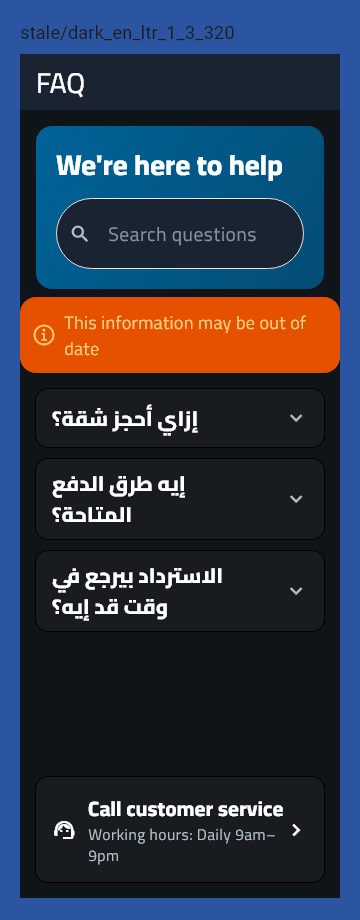 stale/dark_en_ltr_1_3_320
FAQ
We're here to help
Search questions
This information may be out of
date
إزاي أحجز شقة؟
إيه طرق الدفع
المتاحة؟
الاسترداد بيرجع في
وقت قد إيه؟
Call customer service
Working hours: Daily 9am–
9pm